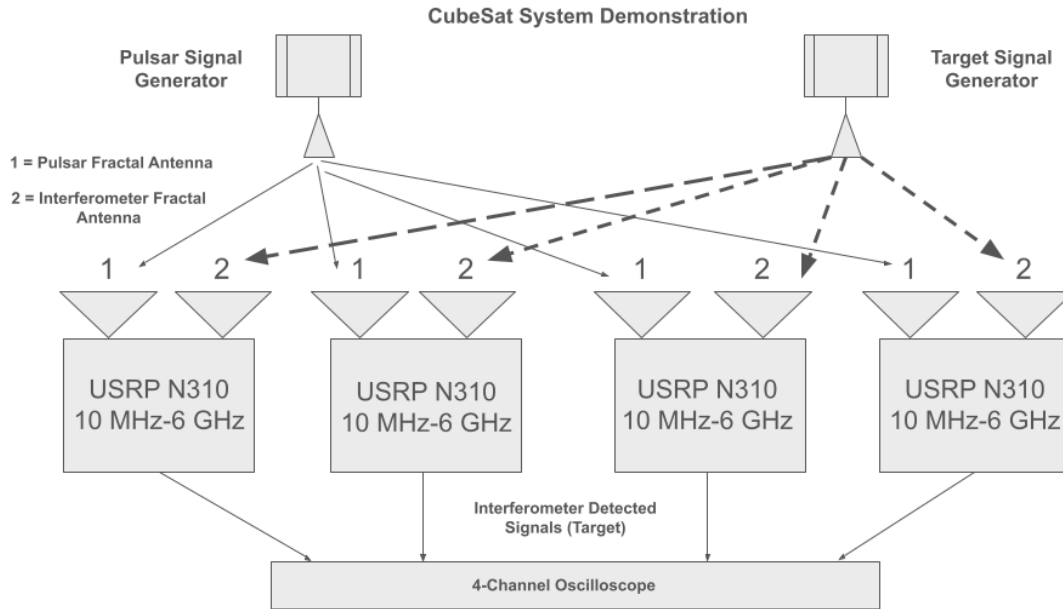 CubeSat System Demonstration
Pulsar Signal
Generator
Target Signal
Generator
1 = Pulsar Fractal Antenna
2 = Interferometer Fractal
Antenna
1
2
1
2
1
2
1
2
USRP N310
10 MHz-6 GHz
USRP N310
10 MHz-6 GHz
USRP N310
10 MHz-6 GHz
USRP N310
10 MHz-6 GHz
Interferometer Detected
Signals (Target)
4-Channel Oscilloscope